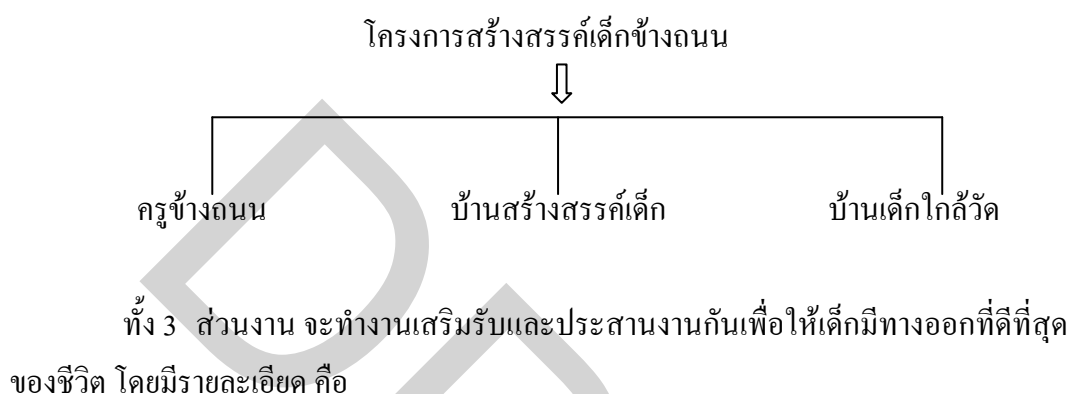 โครงการสร้างสรรค์เด็กข้างถนน
ครูข้างถนน บ้านสร้างสรรค์เด็ก บ้านเด็กใกล้วัด
ทั้ง 3 ส่วนงาน จะทำงานเสริมรับและประสานงานกันเพื่อให้เด็กมีทางออกที่ดีที่สุด
ของชีวิต โดยมีรายละเอียด คือ